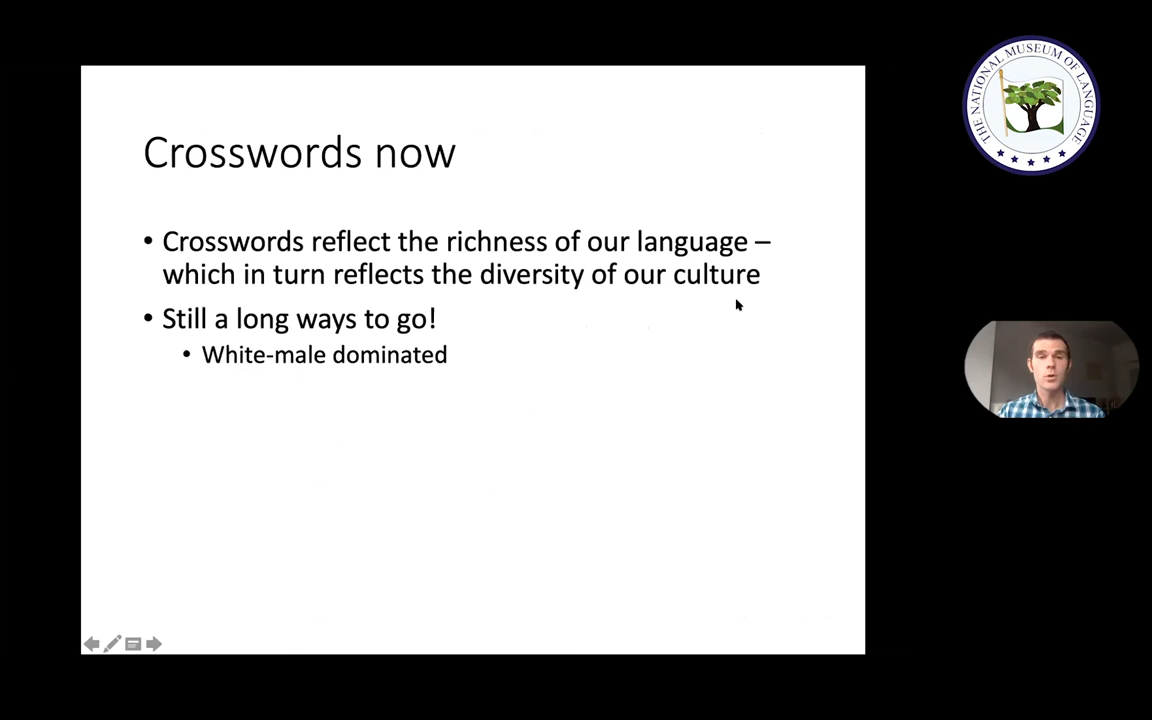 THE NATIONAL MUSEUM OF LANGUAGE
Crosswords now
• Crosswords reflect the richness of our language –
which in turn reflects the diversity of our culture
• Still a long ways to go!
• White-male dominated